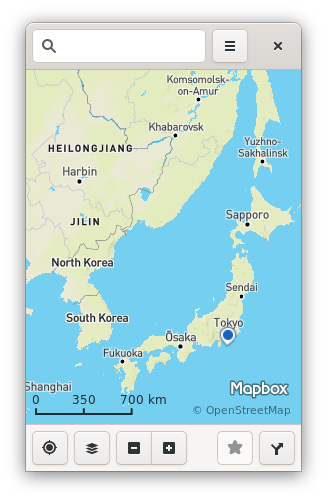 Komsomolsk-
on-Amur
Khabarovsk
Yuzhno-
Sakhalinsk
HEILONGJIANG
Harbin
Sapporo
JILIN
North Korea
Sendai
South Korea
Tokyo
Ōsaka
Fukuoka
Shanghai
Mapbox
0 350 700 km
© OpenStreetMap